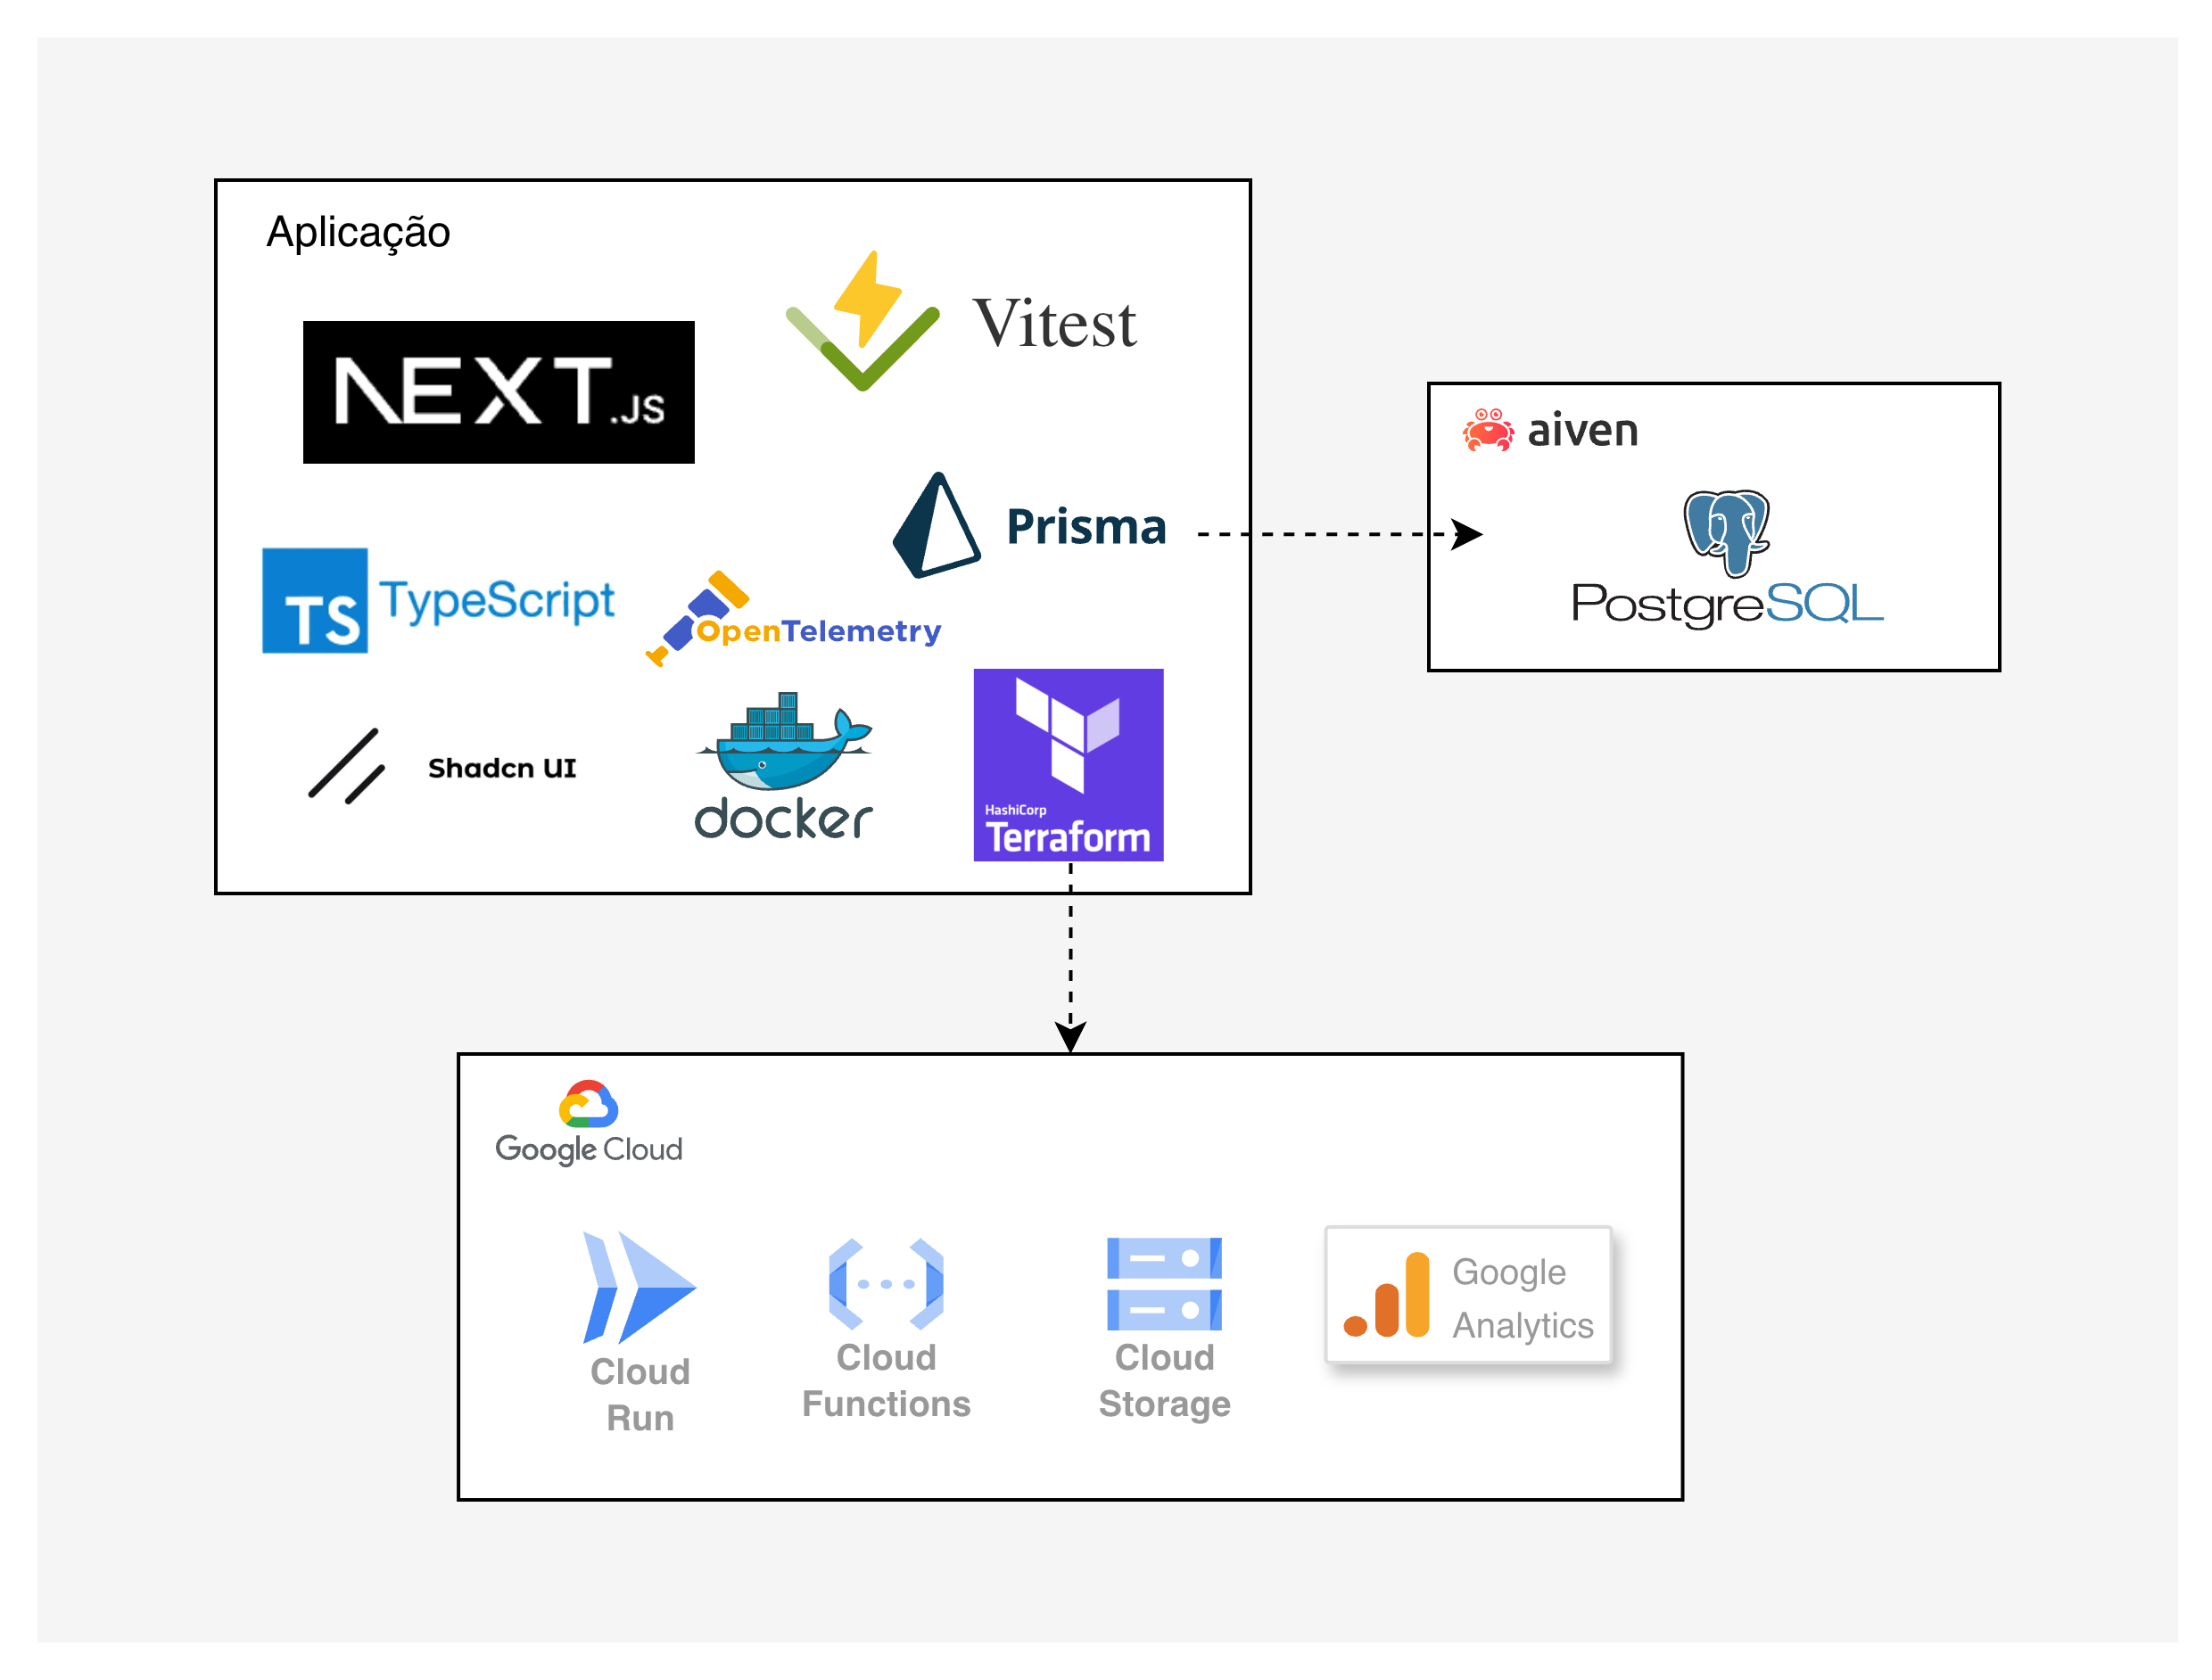 Aplicação
Vitest
NEXT.JS
aiven
Prisma
PostgreSQL
TS TypeScript
OpenTelemetry
Shadcn UI
docker
HashiCorp
Terraform
Google Cloud
Cloud
Run
Cloud
Functions
Cloud
Storage
Google
Analytics